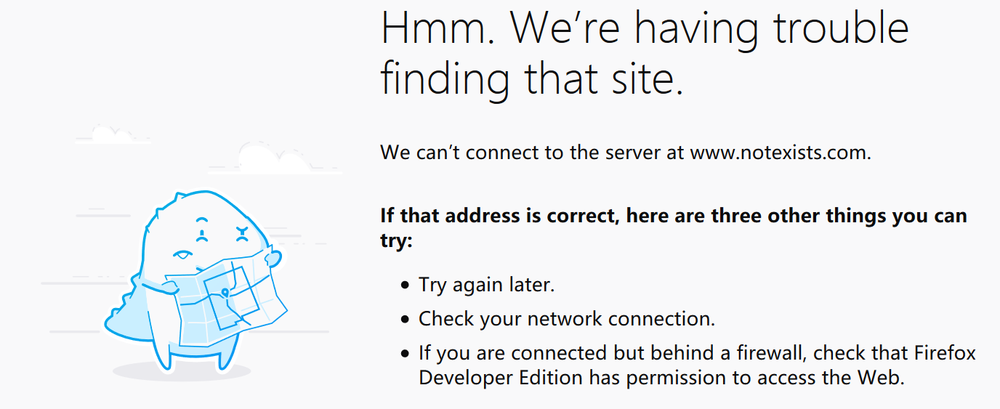 Hmm. We’re having trouble
finding that site.
We can’t connect to the server at www.notexists.com.
If that address is correct, here are three other things you can
try:
• Try again later.
• Check your network connection.
• If you are connected but behind a firewall, check that Firefox
Developer Edition has permission to access the Web.